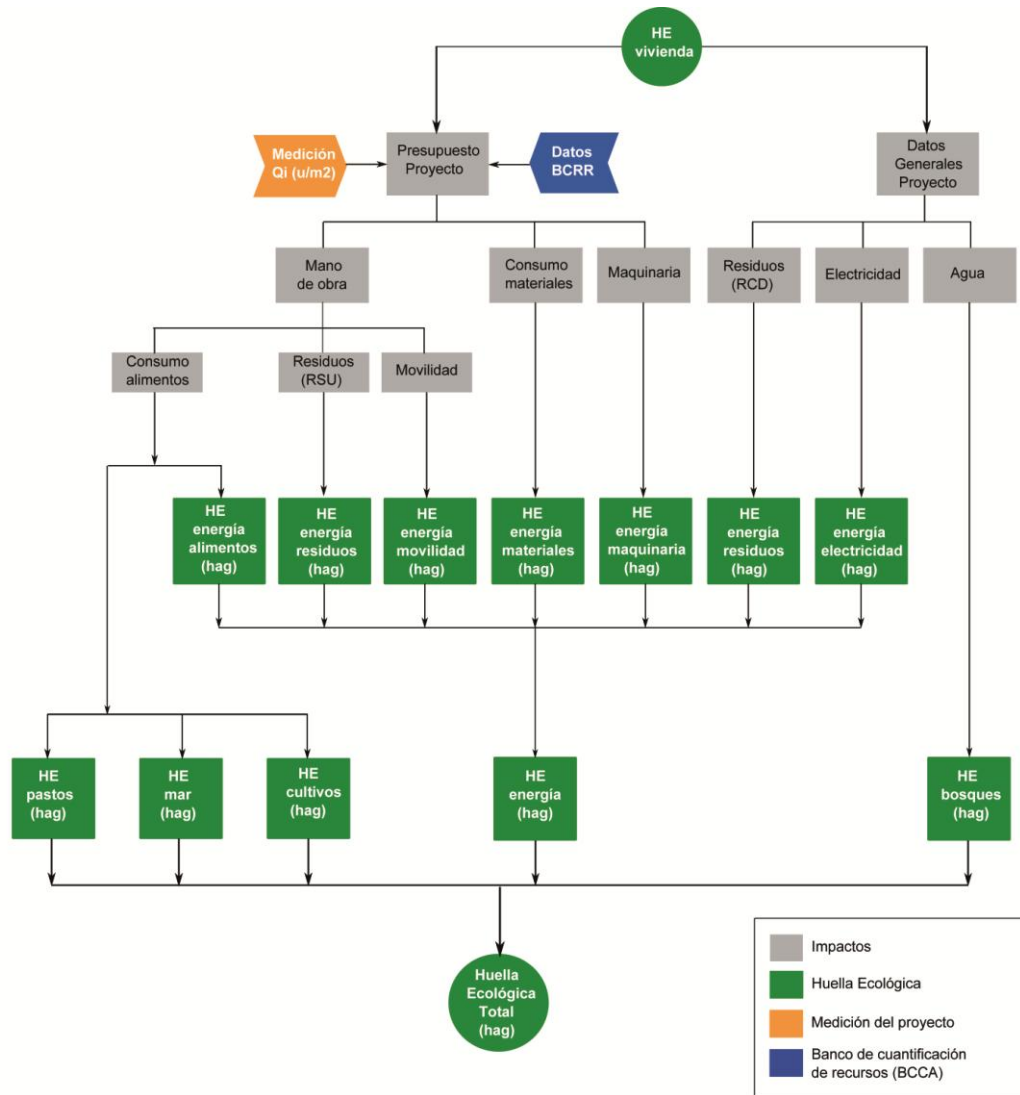 HE
vivienda
Medición
Qi (u/m2)
Presupuesto
Proyecto
Datos
BCRR
Datos
Generales
Proyecto
Mano
de obra
Consumo
materiales
Maquinaria
Residuos
(RCD)
Electricidad
Agua
Consumo
alimentos
Residuos
(RSU)
Movilidad
HE
energía
alimentos
(hag)
HE
energía
residuos
(hag)
HE
energía
movilidad
(hag)
HE
energía
materiales
(hag)
HE
energía
maquinaria
(hag)
HE
energía
residuos
(hag)
HE
energía
electricidad
(hag)
HE
pastos
(hag)
HE
mar
(hag)
HE
cultivos
(hag)
HE
energía
(hag)
HE
bosques
(hag)
Huella
Ecológica
Total
(hag)
Impactos
Huella Ecológica
Medición del proyecto
Banco de cuantificación
de recursos (BCCA)